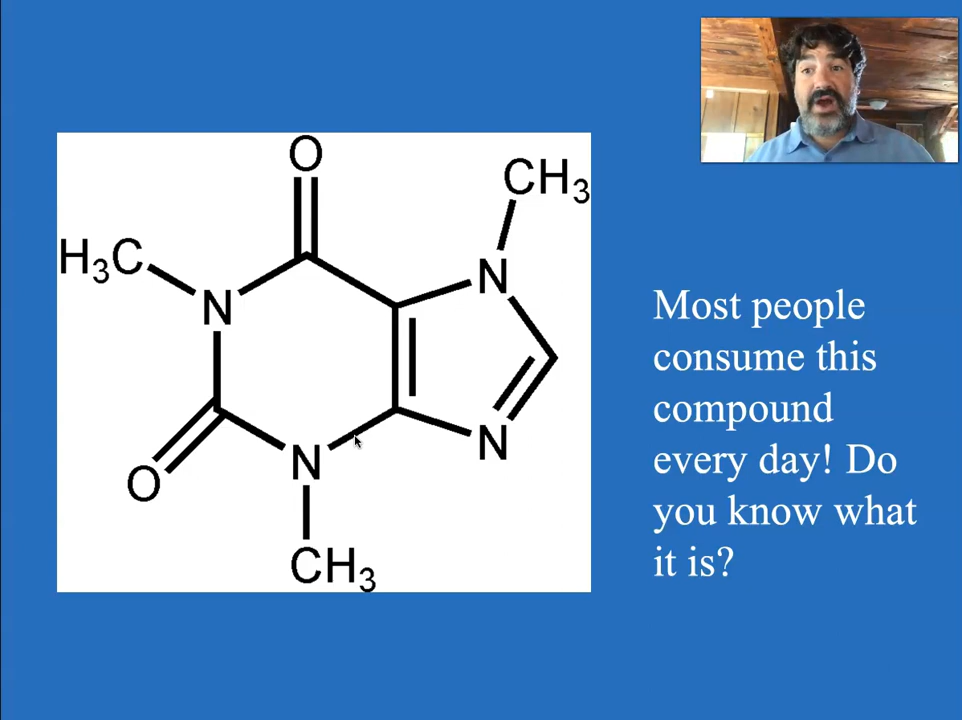 O
CH₃
H₃C
N
N
O
N
N
CH₃
Most people
consume this
compound
every day! Do
you know what
it is?